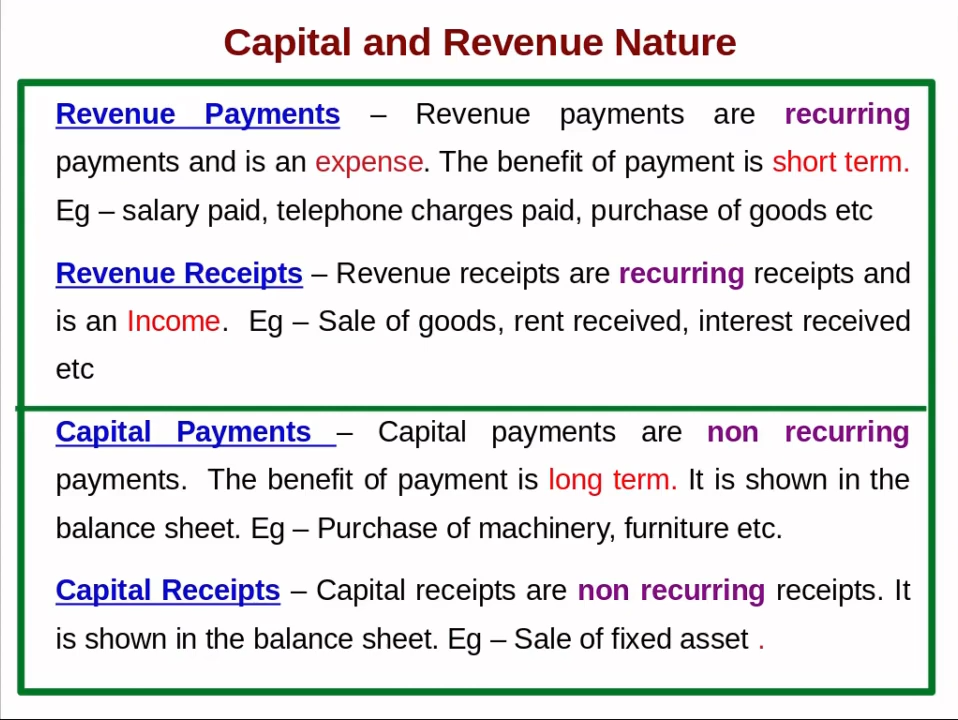 Capital and Revenue Nature
Revenue Payments – Revenue payments are recurring
payments and is an expense. The benefit of payment is short term.
Eg – salary paid, telephone charges paid, purchase of goods etc
Revenue Receipts – Revenue receipts are recurring receipts and
is an Income.  Eg – Sale of goods, rent received, interest received
etc
Capital Payments – Capital payments are non recurring
payments.  The benefit of payment is long term. It is shown in the
balance sheet. Eg – Purchase of machinery, furniture etc.
Capital Receipts – Capital receipts are non recurring receipts. It
is shown in the balance sheet. Eg – Sale of fixed asset .